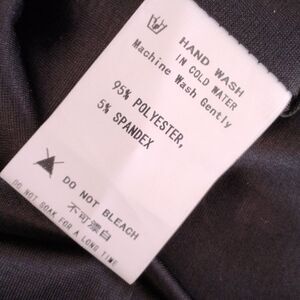 HAND WASH
IN COLD WATER
Machine Wash Gently
95% POLYESTER,
5% SPANDEX
DO NOT BLEACH
不可漂白
DO NOT SOAK FOR A LONG TIME